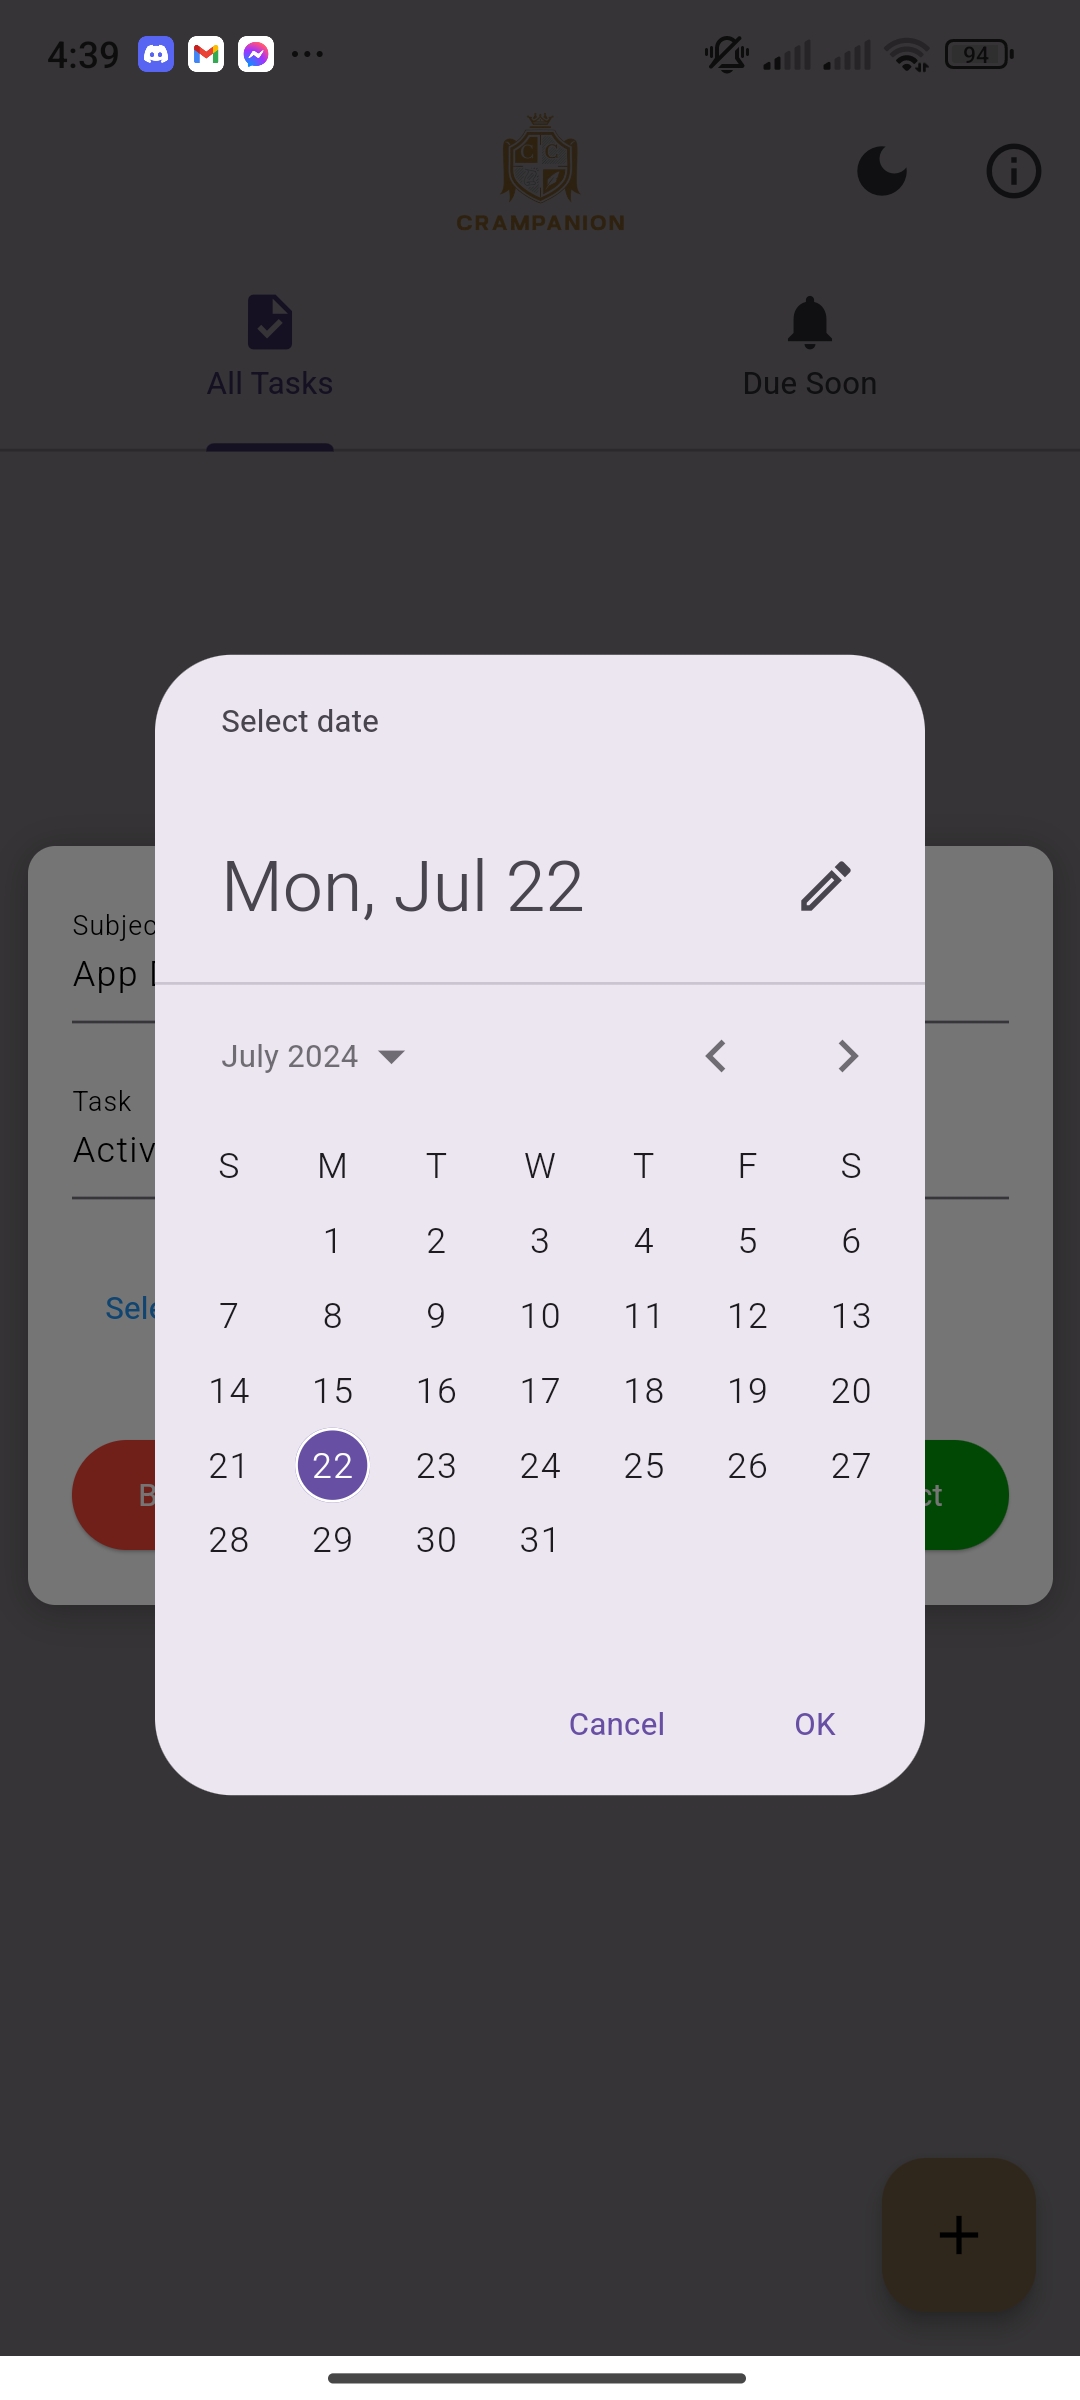 4:39
94
C C
CRAMPANION
All Tasks
Due Soon
Select date
Mon, Jul 22
Subjec
App
Task
Activ
July 2024
S M T W T F S
1 2 3 4 5 6
7 8 9 10 11 12 13
14 15 16 17 18 19 20
21 22 23 24 25 26 27
28 29 30 31
Sele
B
ct
Cancel OK